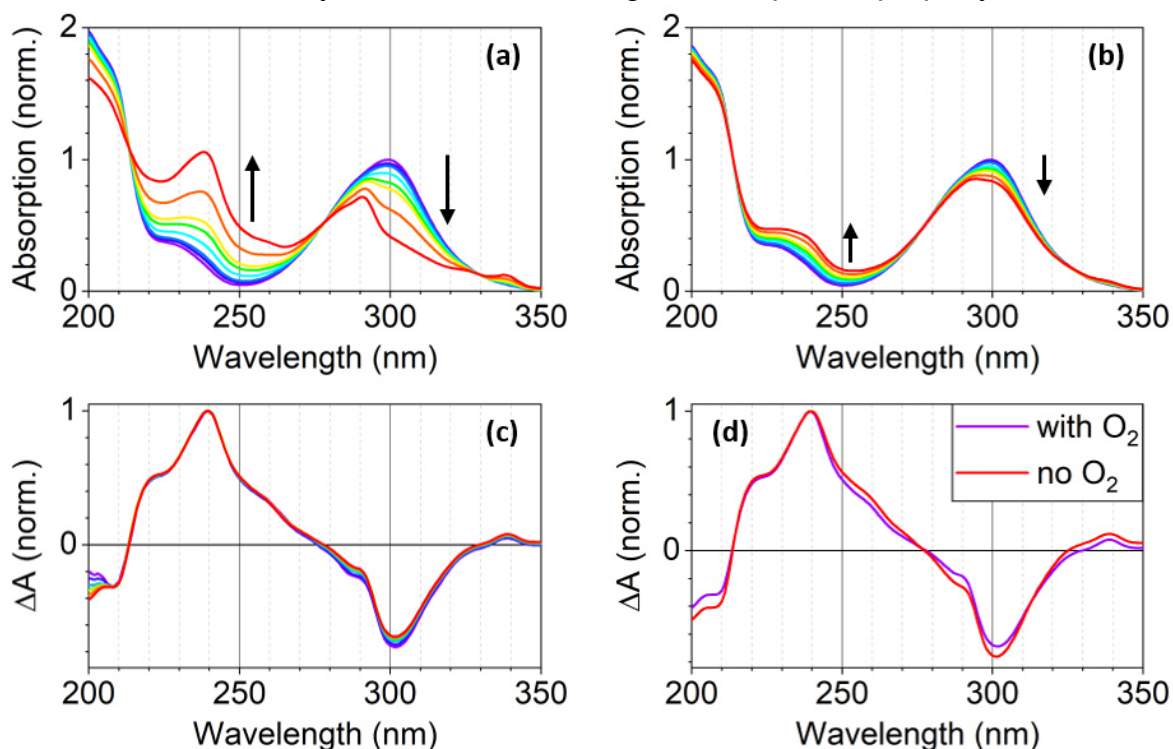 (a)
2
1
0
200 250 300 350
Absorption (norm.)
Wavelength (nm)
(b)
2
1
0
200 250 300 350
Absorption (norm.)
Wavelength (nm)
(c)
1
0
200 250 300 350
ΔA (norm.)
Wavelength (nm)
(d)
with O₂
no O₂
1
0
200 250 300 350
ΔA (norm.)
Wavelength (nm)